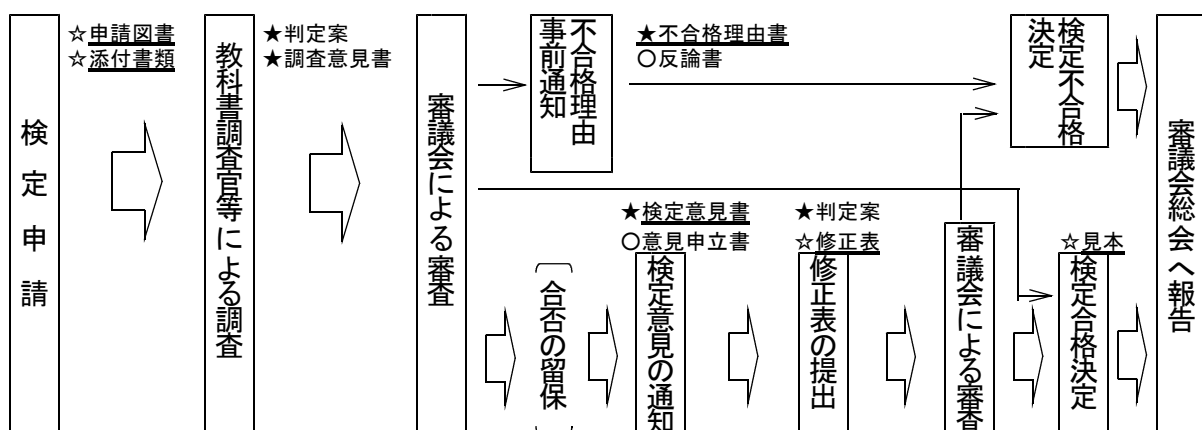 検定申請
☆申請図書
☆添付書類
教科書調査官等による調査
★判定案
★調査意見書
審議会による審査
不合格理由
事前通知
★不合格理由書
〇反論書
検定不合格
決定
合否の留保
★検定意見書
〇意見申立書
検定意見の通知
★判定案
☆修正表
修正表の提出
審議会による審査
☆見本
検定合格決定
審議会総会へ報告